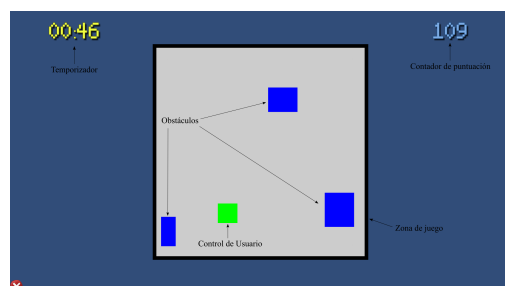 00:46
109
Temporizador
Contador de puntuación
Obstáculos
Zona de juego
Control de Usuario